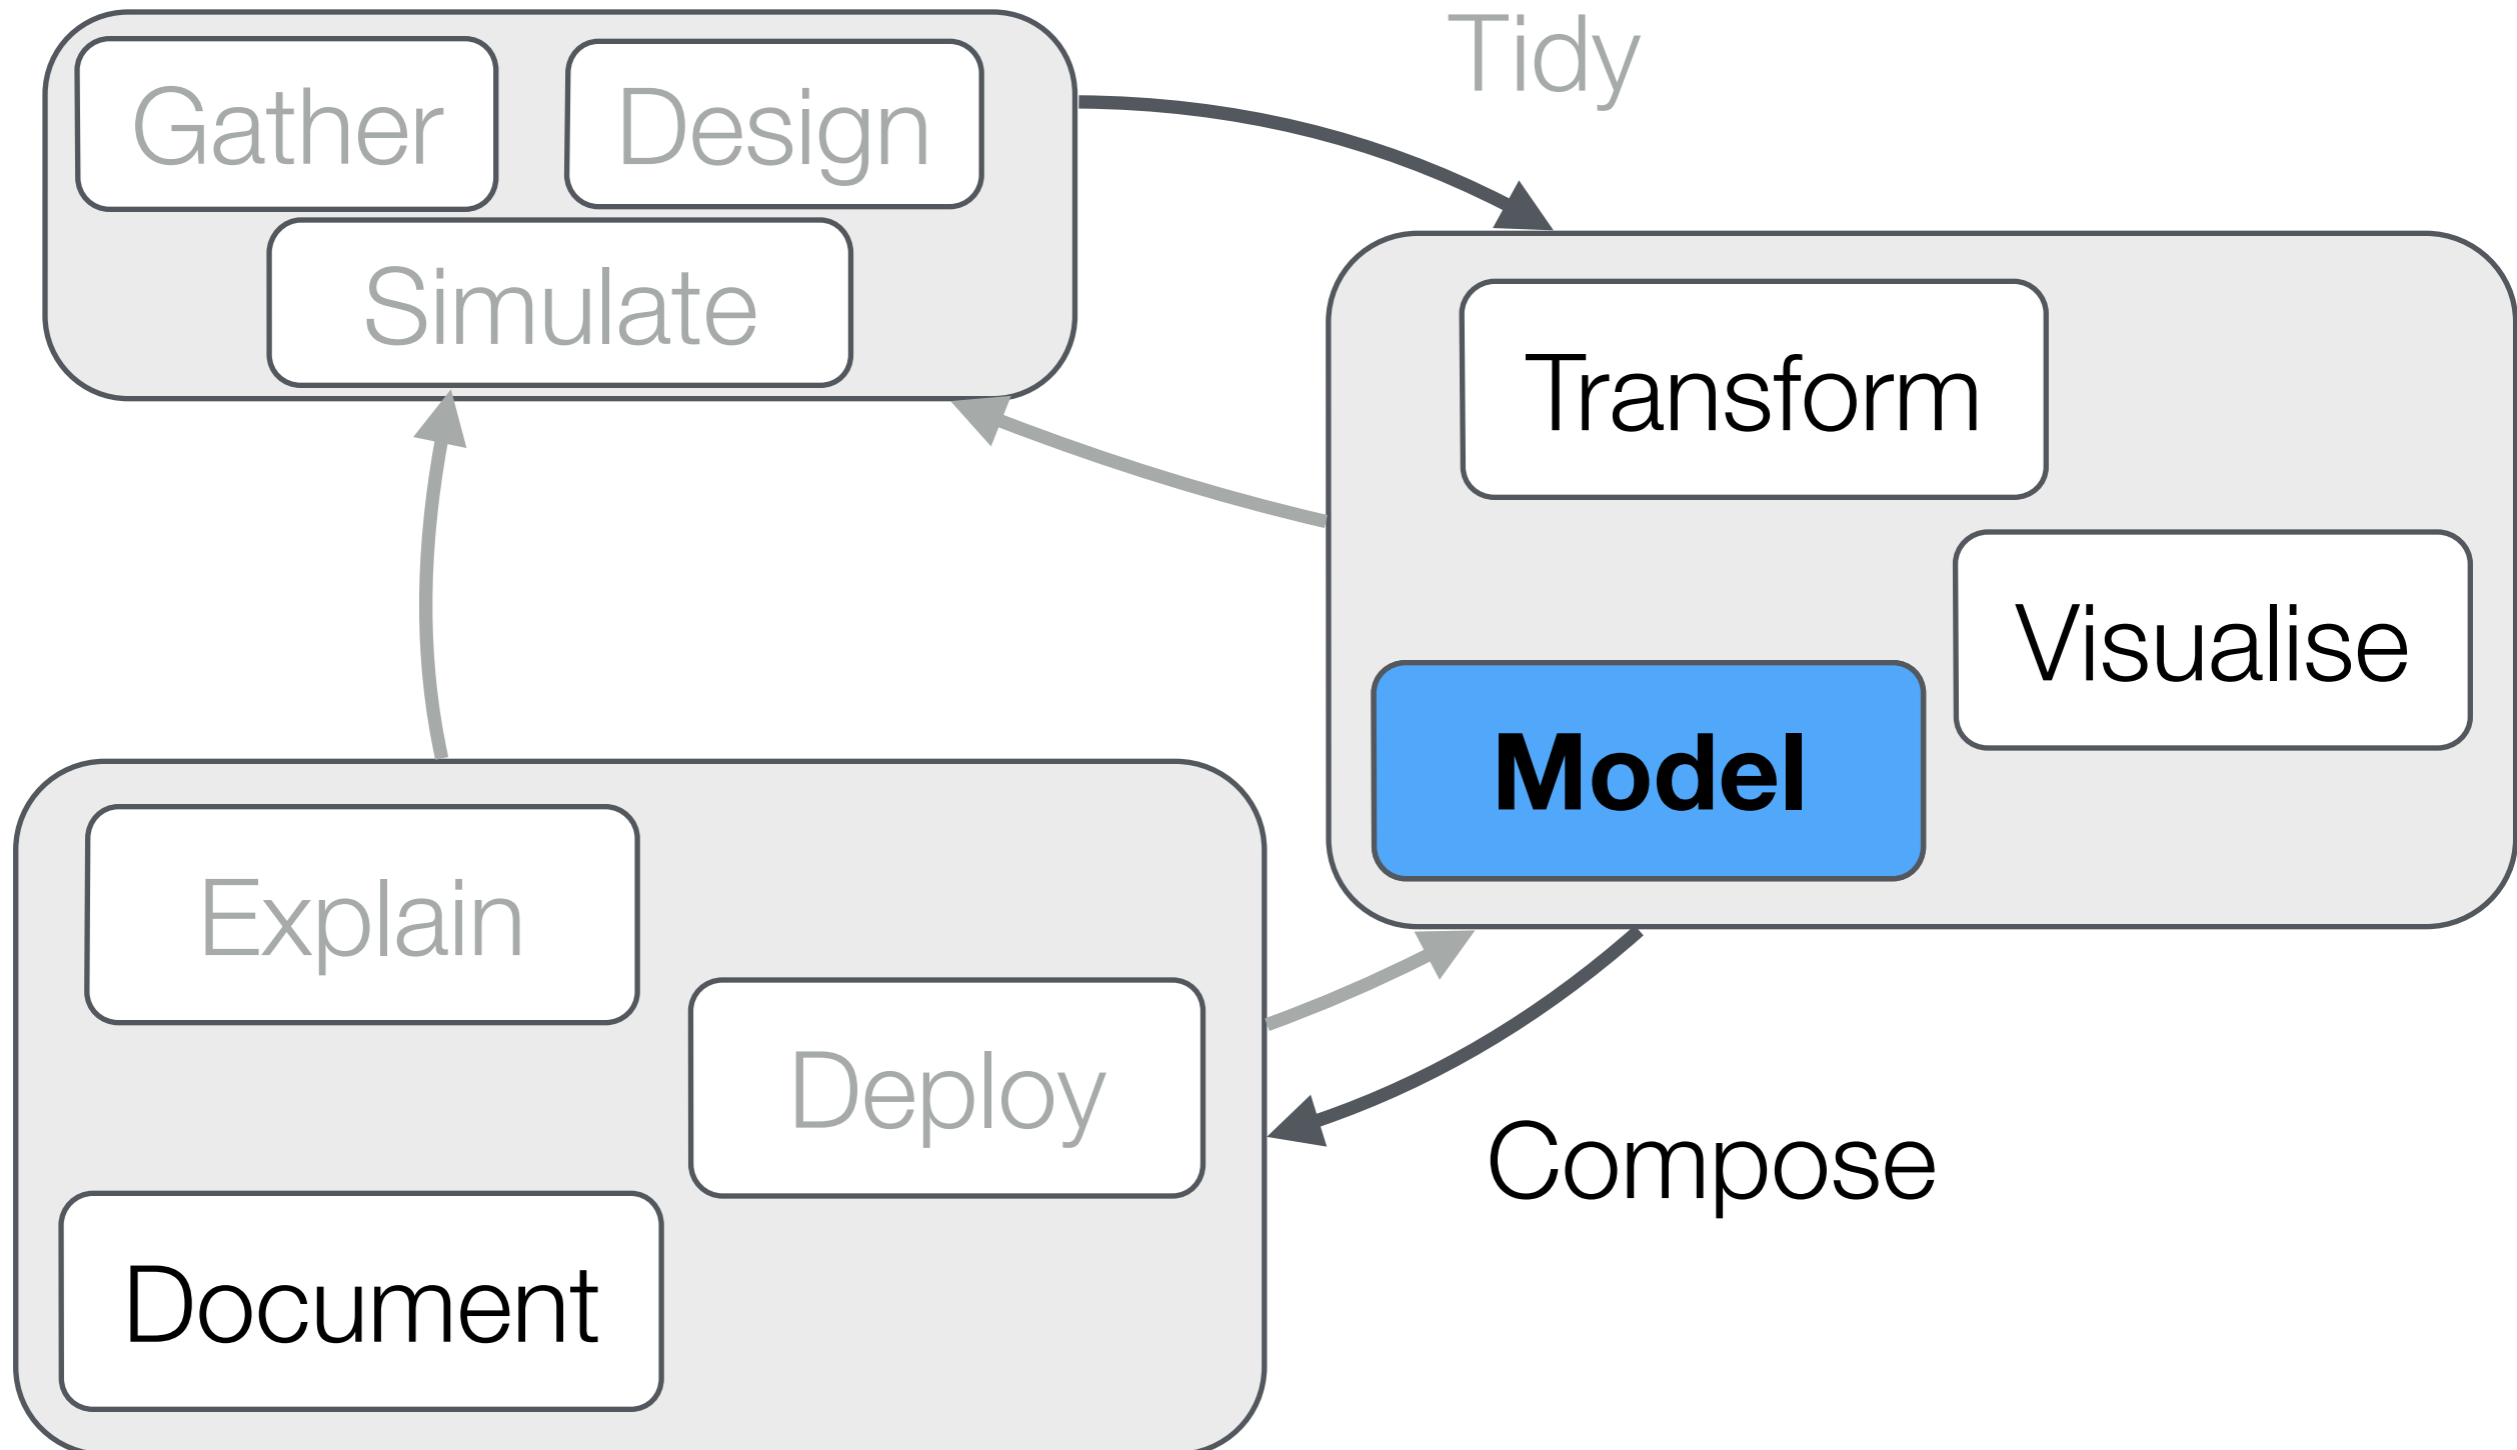 Tidy
Gather
Design
Simulate
Transform
Visualise
Model
Explain
Deploy
Compose
Document